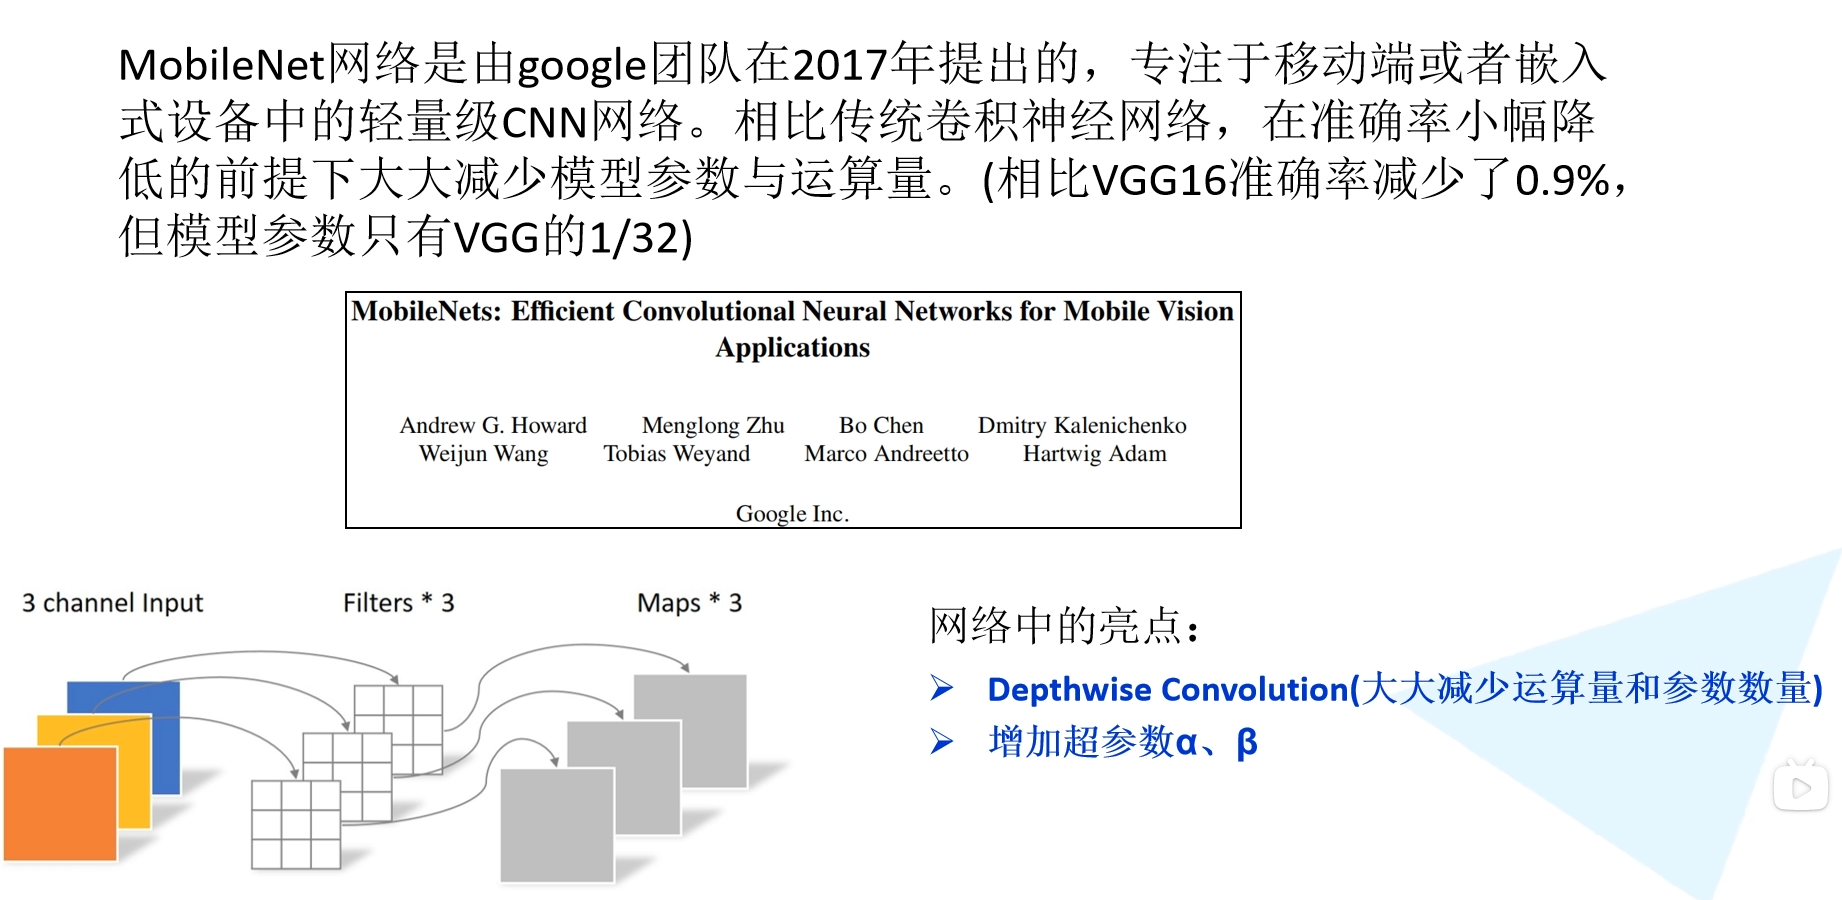 MobileNet网络是由google团队在2017年提出的，专注于移动端或者嵌入
式设备中的轻量级CNN网络。相比传统卷积神经网络，在准确率小幅降
低的前提下大大减少模型参数与运算量。(相比VGG16准确率减少了0.9%，
但模型参数只有VGG的1/32)
MobileNets: Efficient Convolutional Neural Networks for Mobile Vision
Applications
Andrew G. Howard Menglong Zhu Bo Chen Dmitry Kalenichenko
Weijun Wang Tobias Weyand Marco Andreetto Hartwig Adam
Google Inc.
3 channel Input Filters * 3 Maps * 3
网络中的亮点：
➢ Depthwise Convolution(大大减少运算量和参数数量)
➢ 增加超参数α、β